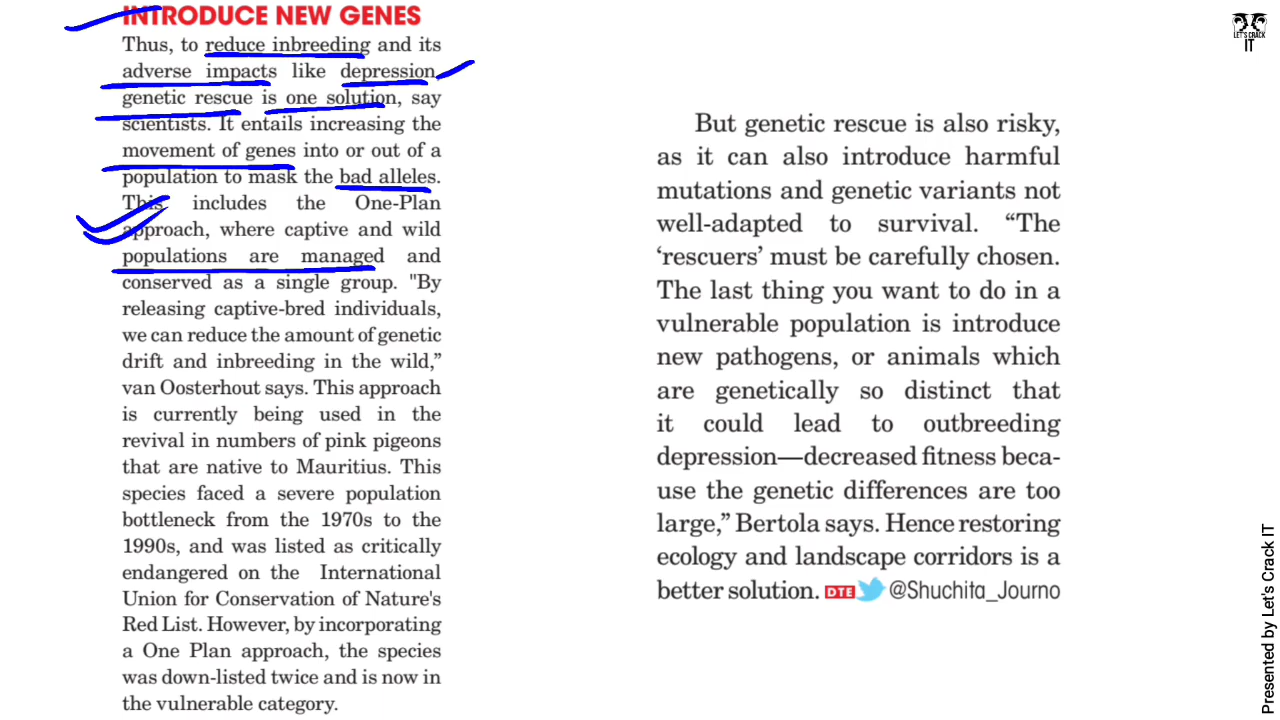 INTRODUCE NEW GENES
Thus, to reduce inbreeding and its
adverse impacts like depression,
genetic rescue is one solution, say
scientists. It entails increasing the
movement of genes into or out of a
population to mask the bad alleles.
This includes the One-Plan
approach, where captive and wild
populations are managed and
conserved as a single group. "By
releasing captive-bred individuals,
we can reduce the amount of genetic
drift and inbreeding in the wild,”
van Oosterhout says. This approach
is currently being used in the
revival in numbers of pink pigeons
that are native to Mauritius. This
species faced a severe population
bottleneck from the 1970s to the
1990s, and was listed as critically
endangered on the International
Union for Conservation of Nature's
Red List. However, by incorporating
a One Plan approach, the species
was down-listed twice and is now in
the vulnerable category.
But genetic rescue is also risky,
as it can also introduce harmful
mutations and genetic variants not
well-adapted to survival. “The
‘rescuers’ must be carefully chosen.
The last thing you want to do in a
vulnerable population is introduce
new pathogens, or animals which
are genetically so distinct that
it could lead to outbreeding
depression—decreased fitness beca-
use the genetic differences are too
large,” Bertola says. Hence restoring
ecology and landscape corridors is a
better solution. DTE @Shuchita_Journo
LET'S CRACK
IT
Presented by Let's Crack IT